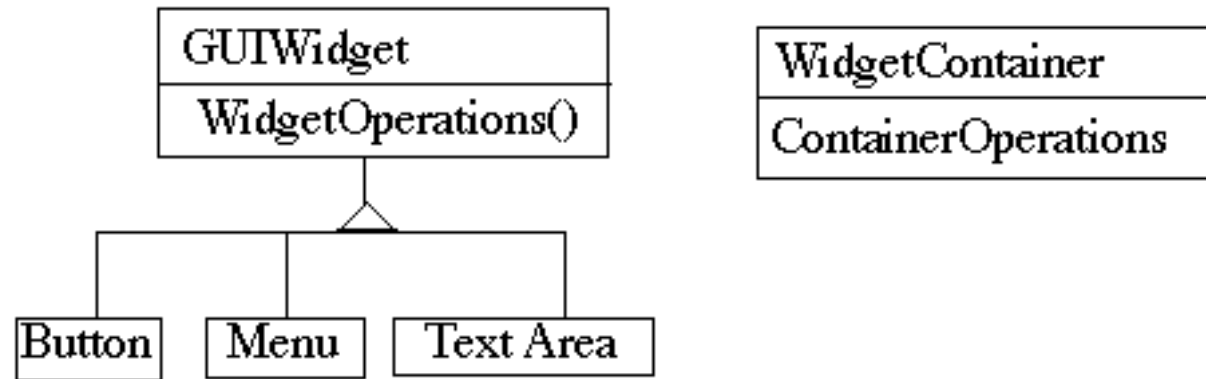 GUIWidget
WidgetOperations()
WidgetContainer
ContainerOperations
Button
Menu
Text Area